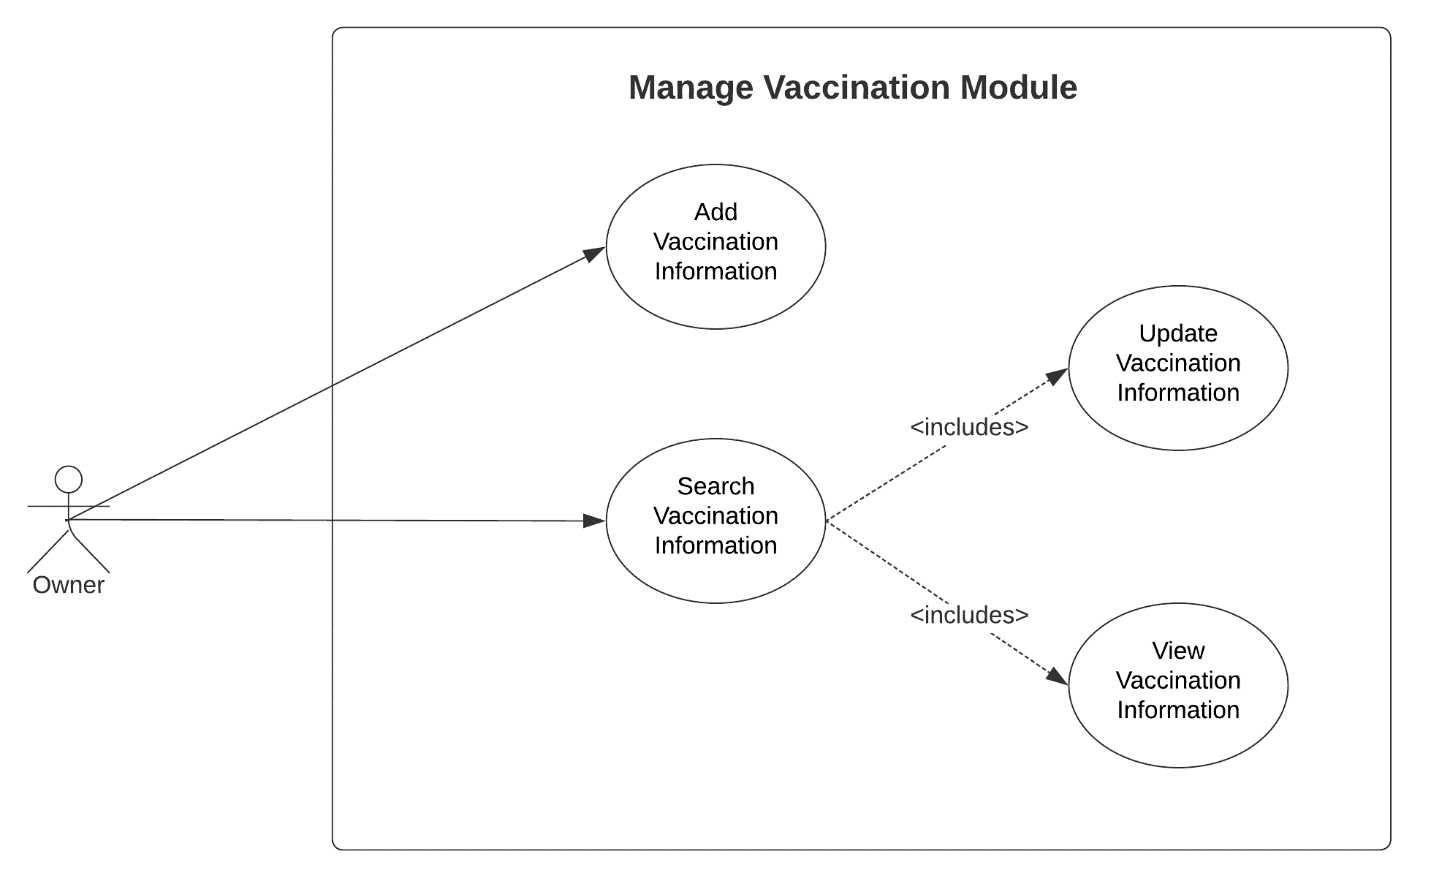 Manage Vaccination Module
Add
Vaccination
Information
Update
Vaccination
Information
<includes>
Search
Vaccination
Information
Owner
<includes>
View
Vaccination
Information